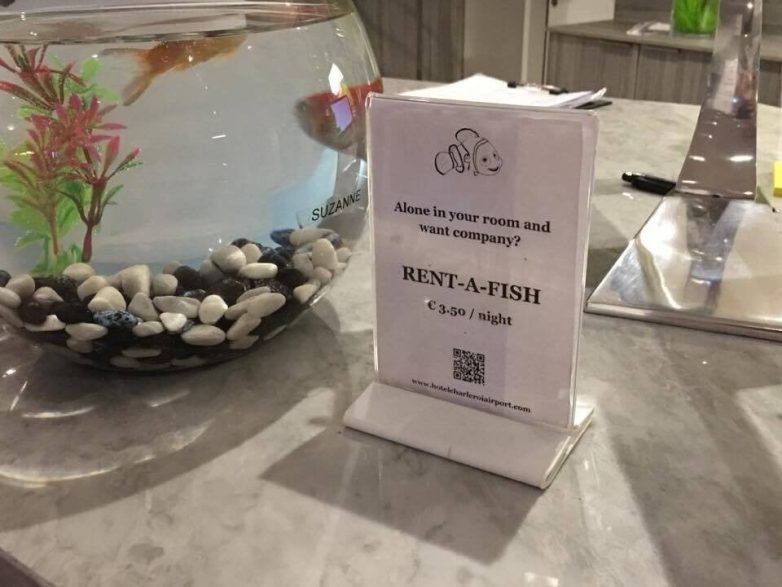 SUZANNE
Alone in your room and
want company?
RENT-A-FISH
€ 3.50 / night
www.hotelcharleroiairport.com